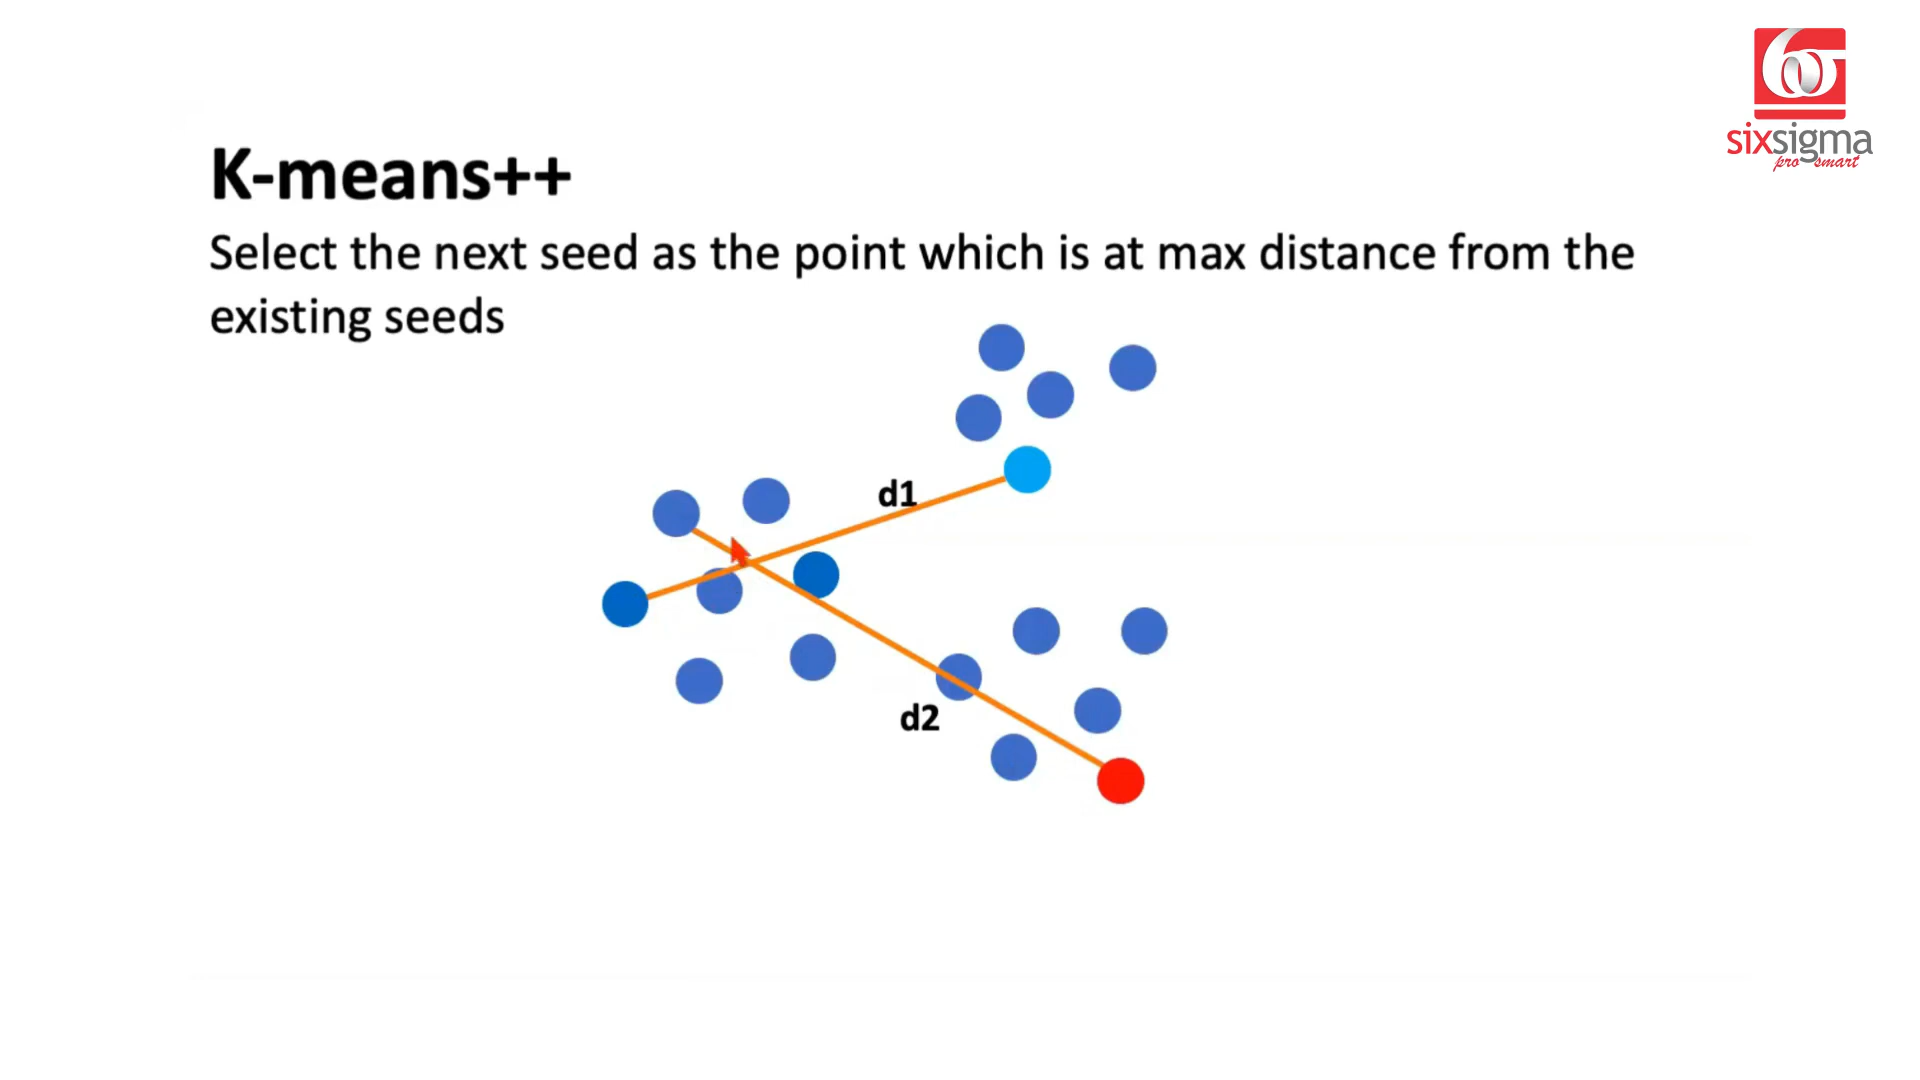 6σ
sixsigma
pro smart
K-means++
Select the next seed as the point which is at max distance from the
existing seeds
d1
d2